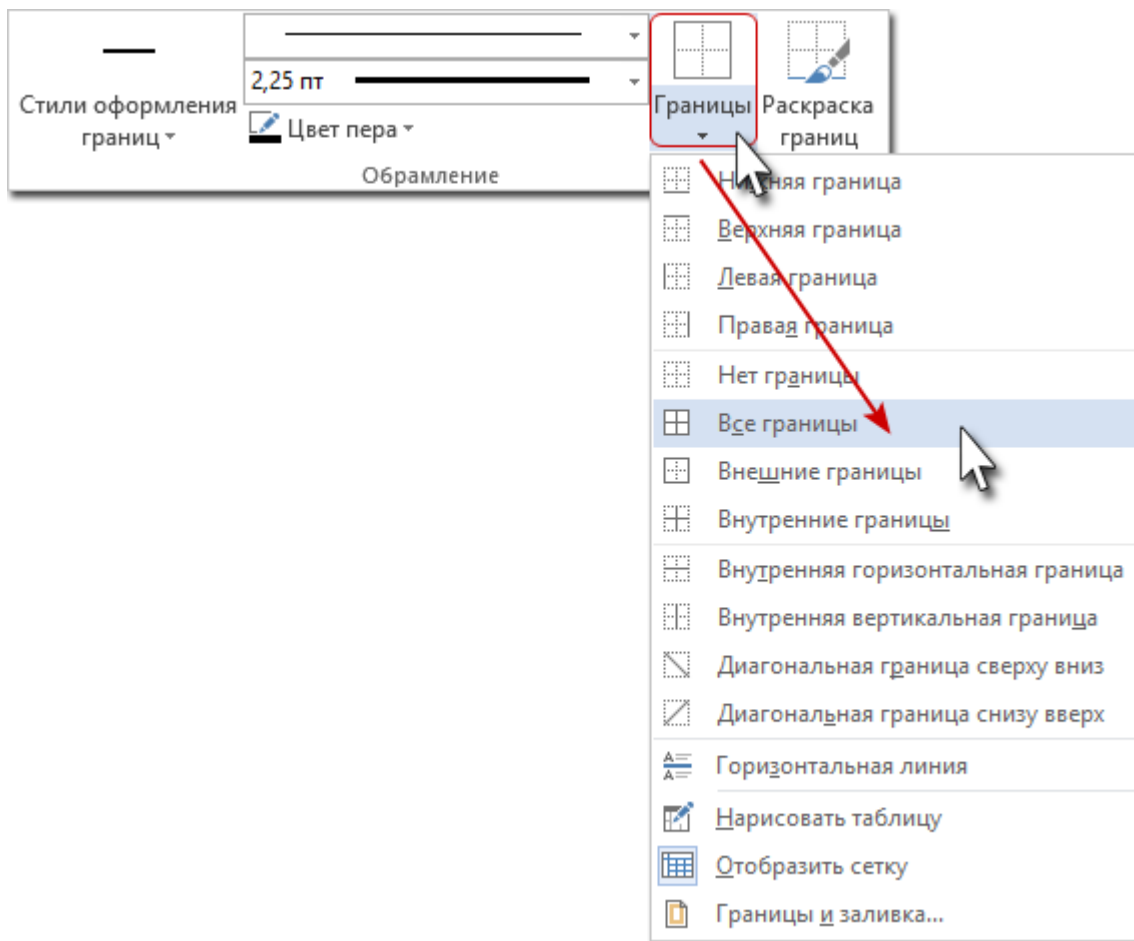 Стили оформления
границ
2,25 пт
Цвет пера
Обрамление
Границы
Раскраска
границ
Нижняя граница
Верхняя граница
Левая граница
Правая граница
Нет границы
Все границы
Внешние границы
Внутренние границы
Внутренняя горизонтальная граница
Внутренняя вертикальная граница
Диагональная граница сверху вниз
Диагональная граница снизу вверх
Горизонтальная линия
Нарисовать таблицу
Отобразить сетку
Границы и заливка...